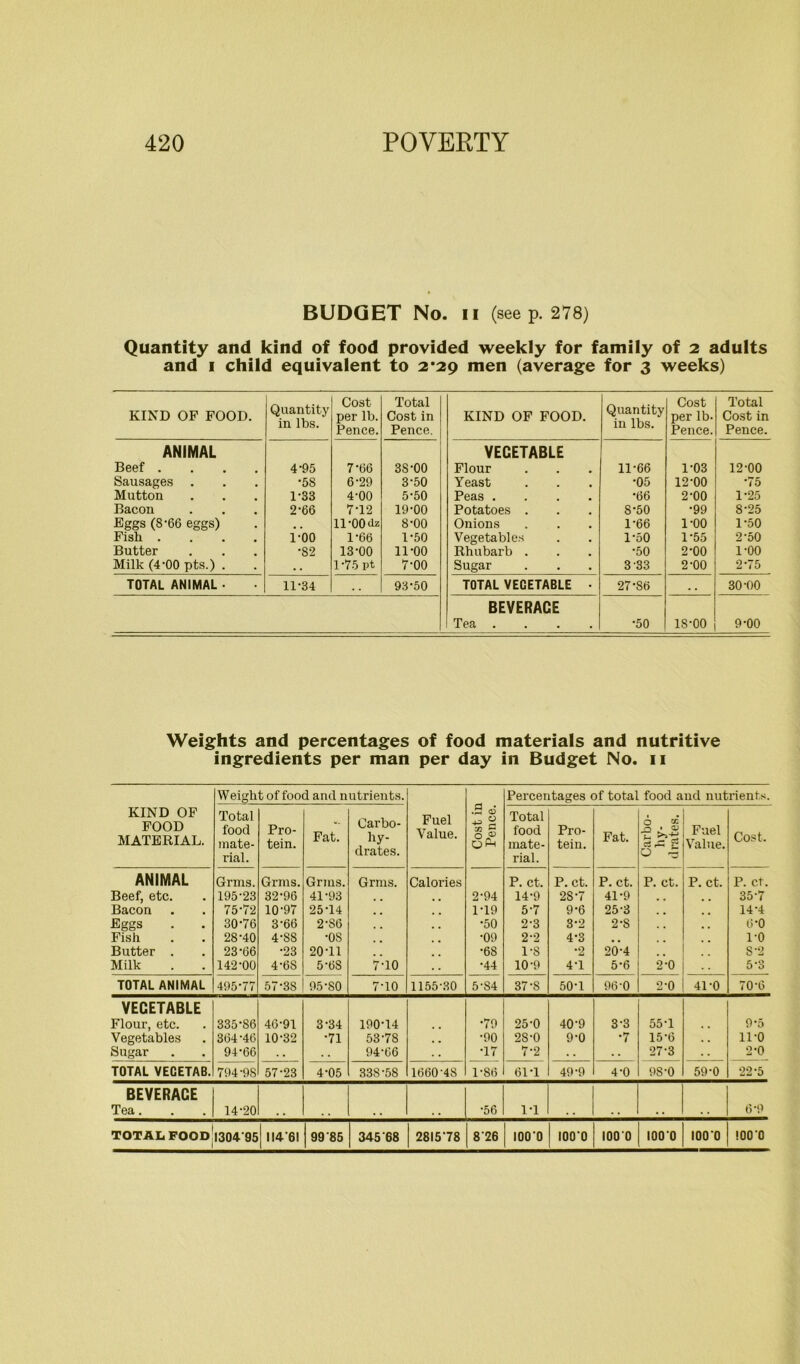 420 POVERTY
BUDGET No. 11 (see p. 278)
Quantity and kind of food provided weekly for family of 2 adults
and 1 child equivalent to 2·29 men (average for 3 weeks)
KIND OF FOOD. Quantity in lbs. Cost per lb. Pence. Total Cost in Pence. KIND OF FOOD. Quantity in lbs. Cost per lb. Pence. Total Cost in Pence.
ANIMAL VEGETABLE
Beef . . . . 4·95 7·66 38·00 Flour . . . 11·66 1·03 12·00
Sausages . . . ·58 6·29 3·50 Yeast . . . ·05 12·00 ·75
Mutton . . . 1·33 4·00 5·50 Peas . . . . ·66 2·00 1·25
Bacon . . . 2·66 7·12 19·00 Potatoes . . . 8·50 ·99 8·25
Eggs (8·66 eggs) . .. 11·00 dz 8·00 Onions . . . 1·66 1·00 1·50
Fish . . . . 1·00 1·66 1·50 Vegetables . . 1·50 1·55 2·50
Butter . . . ·82 13·00 11·00 Rhubarb . . . ·50 2·00 1·00
Milk (4·00 pts.) . . .. 1·75 pt 7·00 Sugar . . . 3·33 2·00 2·75
TOTAL ANIMAL · · 11·34 .. 93·50 TOTAL VEGETABLE · 27·86 .. 30·00
BEVERAGE
Tea . . . . ·50 18·00 9·00
Weights and percentages of food materials and nutritive
ingredients per man per day in Budget No. 11
KIND OF FOOD MATERIAL. Weight of food and nutrients. Fuel Value. Cost in Pence. Percentages of total food and nutrients.
Total food material. Protein. Fat. Carbo-hy-drates. Total food material. Protein. Fat. Carbo-hy-drates. Fuel Value. Cost.
ANIMAL Grms. Grms. Grms. Grms. Calories P. ct. P. ct. P. ct. P. ct. P. ct. P. ct.
Beef, etc. . 195·23 32·96 41·93 .. .. 2·94 14·9 28·7 41·9 .. .. 35·7
Bacon . . 75·72 10·97 25·14 .. .. 1·19 5·7 9·6 25·3 .. .. 14·4
Eggs . . 30·76 3·66 2·86 .. .. ·50 2·3 3·2 2·8 .. .. 6·0
Fish . . 28·40 4·88 ·08 .. .. ·09 2·2 4·3 .. .. .. 1·0
Butter . . 23·66 ·23 20·11 .. .. ·68 1·8 ·2 20·4 .. .. 8·2
Milk . . 142·00 4·68 5·68 7·10 .. ·44 10·9 4·1 5·6 2·0 .. 5·3
TOTAL ANIMAL 495·77 57·38 95·80 7·10 1155·30 5·84 37·8 50·1 96·0 2·0 41·0 70·6
VEGETABLE
Flour, etc. . 335·86 46·91 3·34 190·14 .. ·79 25·0 40·9 3·3 55·1 .. 9·5
Vegetables . 364·46 10·32 ·71 53·78 .. ·90 28·0 9·0 ·7 15·6 .. 11·0
Sugar . . 94·66 .. .. 94·66 .. ·17 7·2 .. .. 27·3 .. 2·0
TOTAL VEGETAB. 794·98 57·23 4·05 338·58 1660·48 1·86 61·1 49·9 4·0 98·0 59·0 22·5
BEVERAGE
Tea . . . 14·20 .. .. .. .. ·56 1·1 .. .. .. .. 6·9
TOTAL FOOD 1304·95 114·61 99·85 345·68 2815·78 8·26 100·0 100·0 100·0 100·0 100·0 100·0